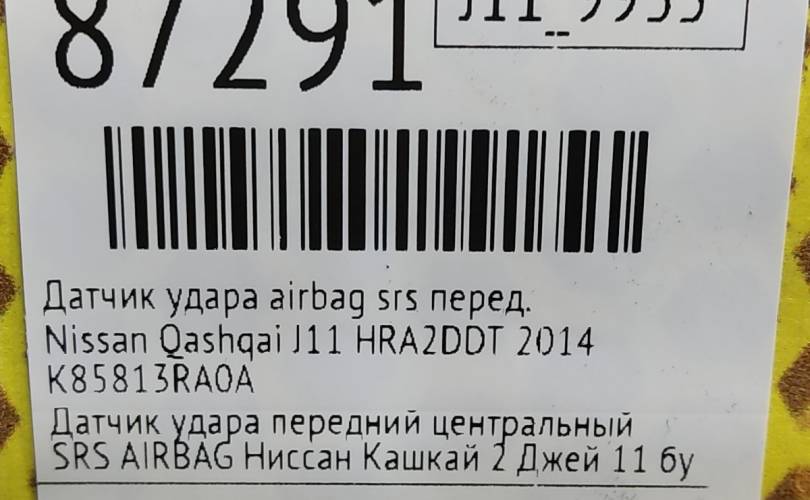 87291
Датчик удара airbag srs перед.
Nissan Qashqai J11 HRA2DDT 2014
K85813RA0A
Датчик удара передний центральный
SRS AIRBAG Ниссан Кашкай 2 Джей 11 бу